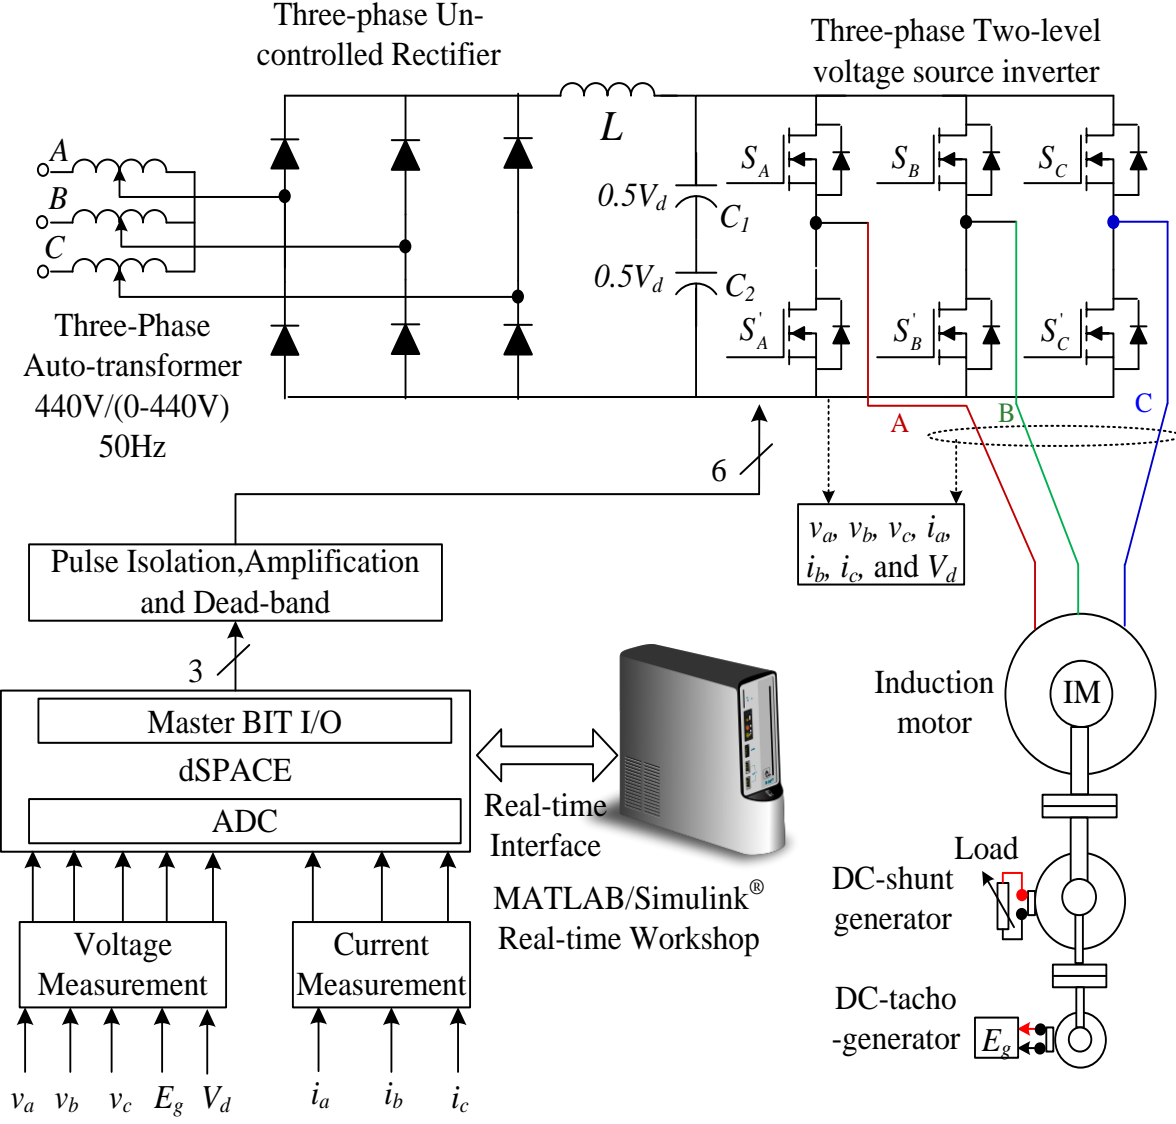 Three-phase Un-
controlled Rectifier
Three-phase Two-level
voltage source inverter
L
A
B
C
S_A
S_B
S_C
0.5V_d
C_1
0.5V_d
C_2
S'_A
S'_B
S'_C
Three-Phase
Auto-transformer
440V/(0-440V)
50Hz
A
B
C
6
v_a, v_b, v_c, i_a,
i_b, i_c, and V_d
Pulse Isolation,Amplification
and Dead-band
3
Master BIT I/O
dSPACE
ADC
Real-time
Interface
MATLAB/Simulink®
Real-time Workshop
Induction
motor
IM
Load
DC-shunt
generator
DC-tacho
-generator
E_g
Voltage
Measurement
Current
Measurement
v_a v_b v_c E_g V_d i_a i_b i_c